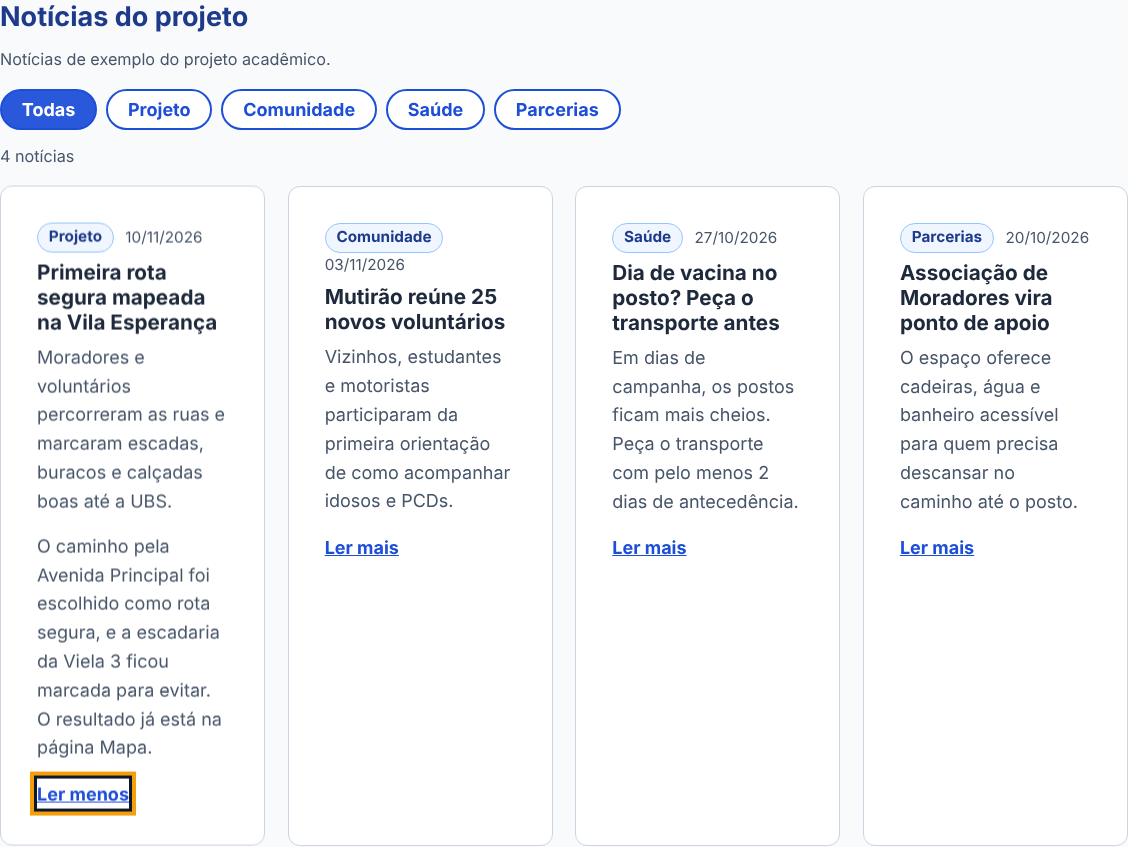 Notícias do projeto
Notícias de exemplo do projeto acadêmico.
Todas
Projeto
Comunidade
Saúde
Parcerias
4 notícias
Projeto 10/11/2026
Primeira rota
segura mapeada
na Vila Esperança
Moradores e
voluntários
percorreram as ruas e
marcaram escadas,
buracos e calçadas
boas até a UBS.
O caminho pela
Avenida Principal foi
escolhido como rota
segura, e a escadaria
da Viela 3 ficou
marcada para evitar.
O resultado já está na
página Mapa.
Ler menos
Comunidade
03/11/2026
Mutirão reúne 25
novos voluntários
Vizinhos, estudantes
e motoristas
participaram da
primeira orientação
de como acompanhar
idosos e PCDs.
Ler mais
Saúde 27/10/2026
Dia de vacina no
posto? Peça o
transporte antes
Em dias de
campanha, os postos
ficam mais cheios.
Peça o transporte
com pelo menos 2
dias de antecedência.
Ler mais
Parcerias 20/10/2026
Associação de
Moradores vira
ponto de apoio
O espaço oferece
cadeiras, água e
banheiro acessível
para quem precisa
descansar no
caminho até o posto.
Ler mais